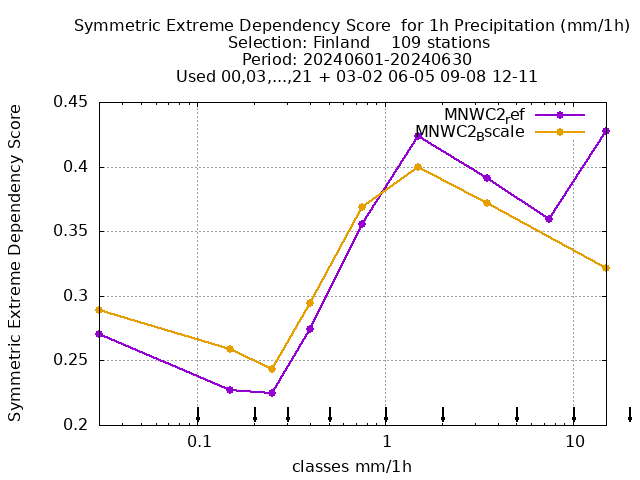 Symmetric Extreme Dependency Score  for 1h Precipitation (mm/1h)
Selection: Finland    109 stations
Period: 20240601-20240630
Used 00,03,...,21 + 03-02 06-05 09-08 12-11
MNWC2ref
MNWC2Bscale
Symmetric Extreme Dependency Score
0.45
0.4
0.35
0.3
0.25
0.2
0.1 1 10
classes mm/1h